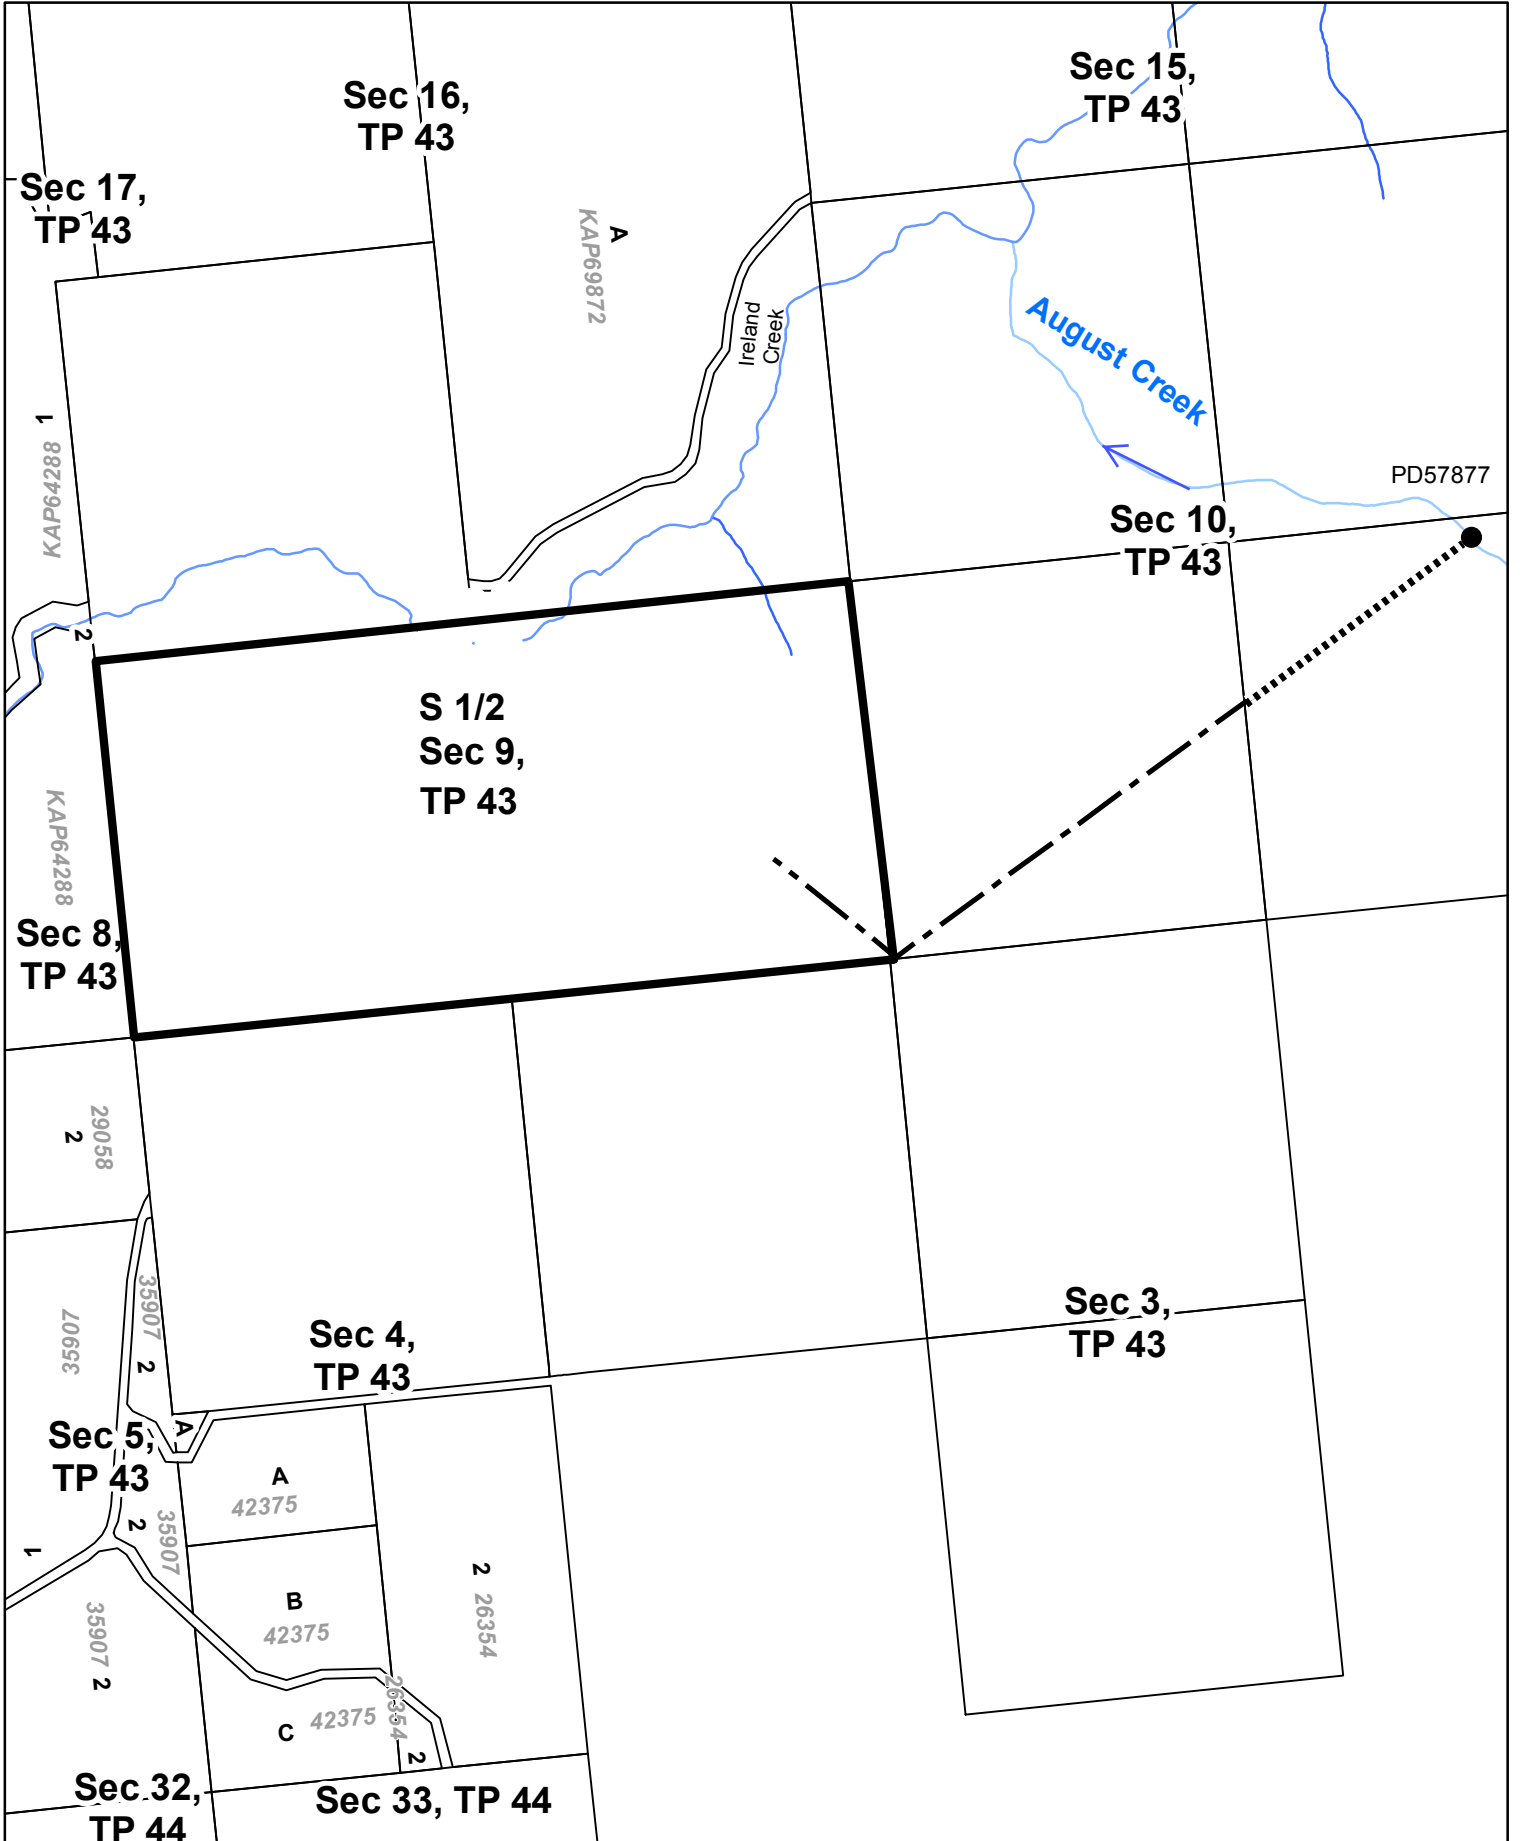 Sec 15,
TP 43
Sec 16,
TP 43
Sec 17,
TP 43
A
KAP69872
Ireland
Creek
August Creek
1
KAP64288
PD57877
Sec 10,
TP 43
2
S 1/2
Sec 9,
TP 43
KAP64288
Sec 8,
TP 43
29058
2
35907
2
35907
Sec 3,
TP 43
Sec 4,
TP 43
A
Sec 5,
TP 43
A
42375
2
35907
1
2
26354
B
42375
35907
2
26354
2
C
42375
Sec 32,
TP 44
Sec 33, TP 44